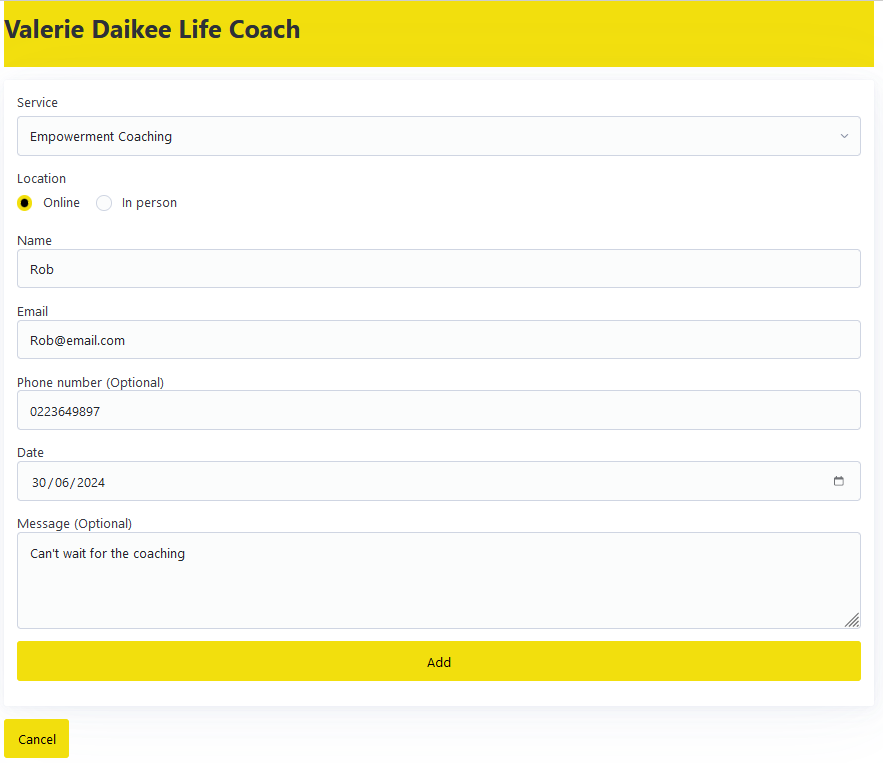 Valerie Daikee Life Coach
Service
Empowerment Coaching
Location
Online In person
Name
Rob
Email
Rob@email.com
Phone number (Optional)
0223649897
Date
30/06/2024
Message (Optional)
Can't wait for the coaching
Add
Cancel